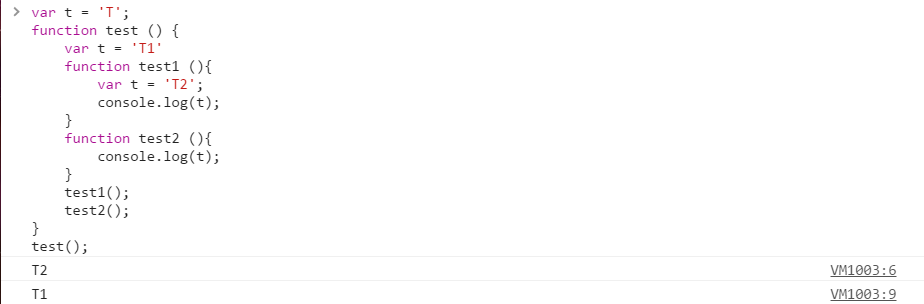 > var t = 'T';
function test () {
    var t = 'T1'
    function test1 (){
        var t = 'T2';
        console.log(t);
    }
    function test2 (){
        console.log(t);
    }
    test1();
    test2();
}
test();
T2 VM1003:6
T1 VM1003:9